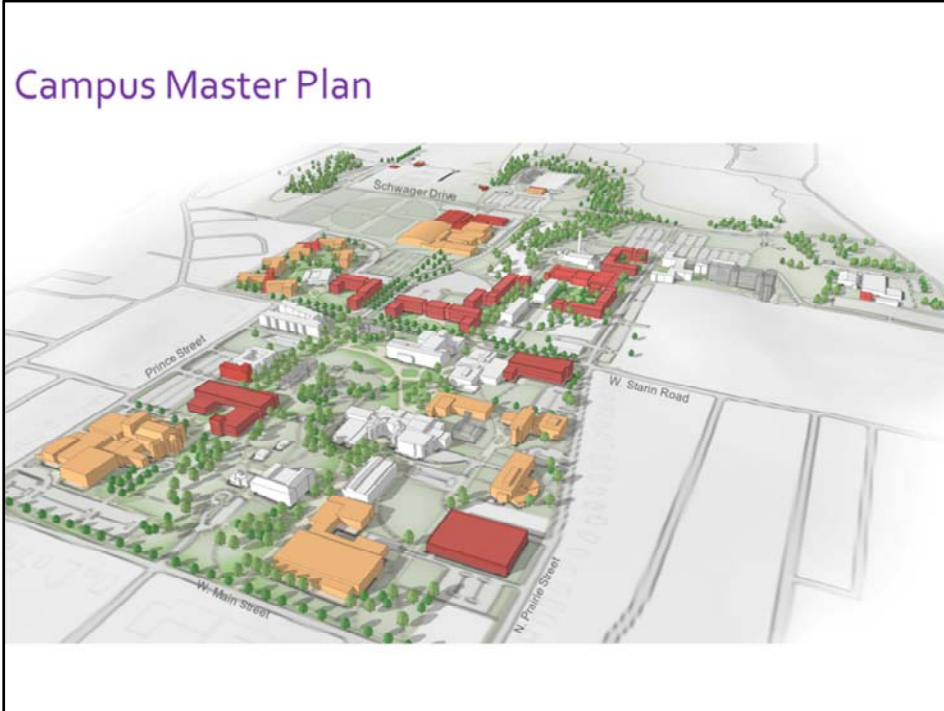 Campus Master Plan
Schwager Drive
Prince Street
W. Starin Road
W. Main Street
N. Prairie Street